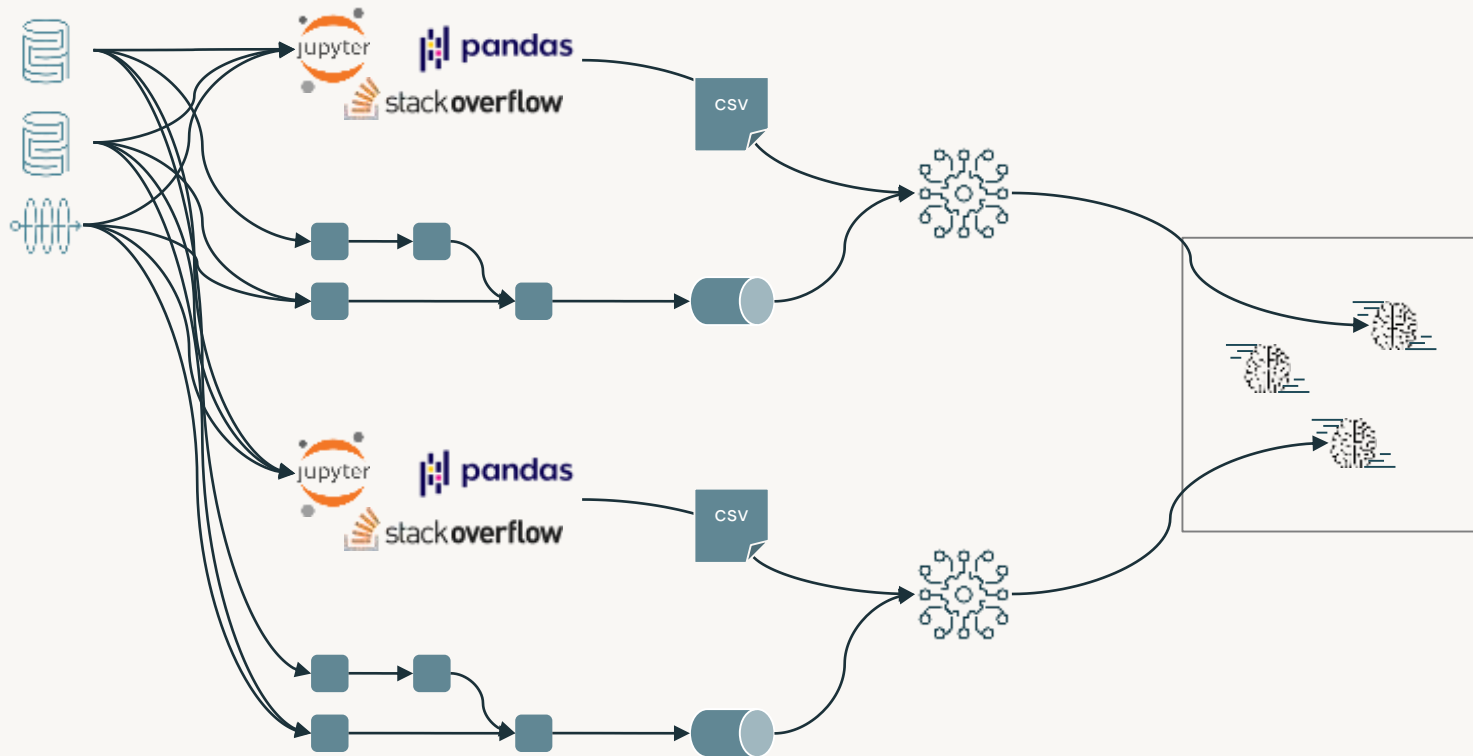 jupyter
pandas
stackoverflow
CSV
jupyter
pandas
stackoverflow
CSV